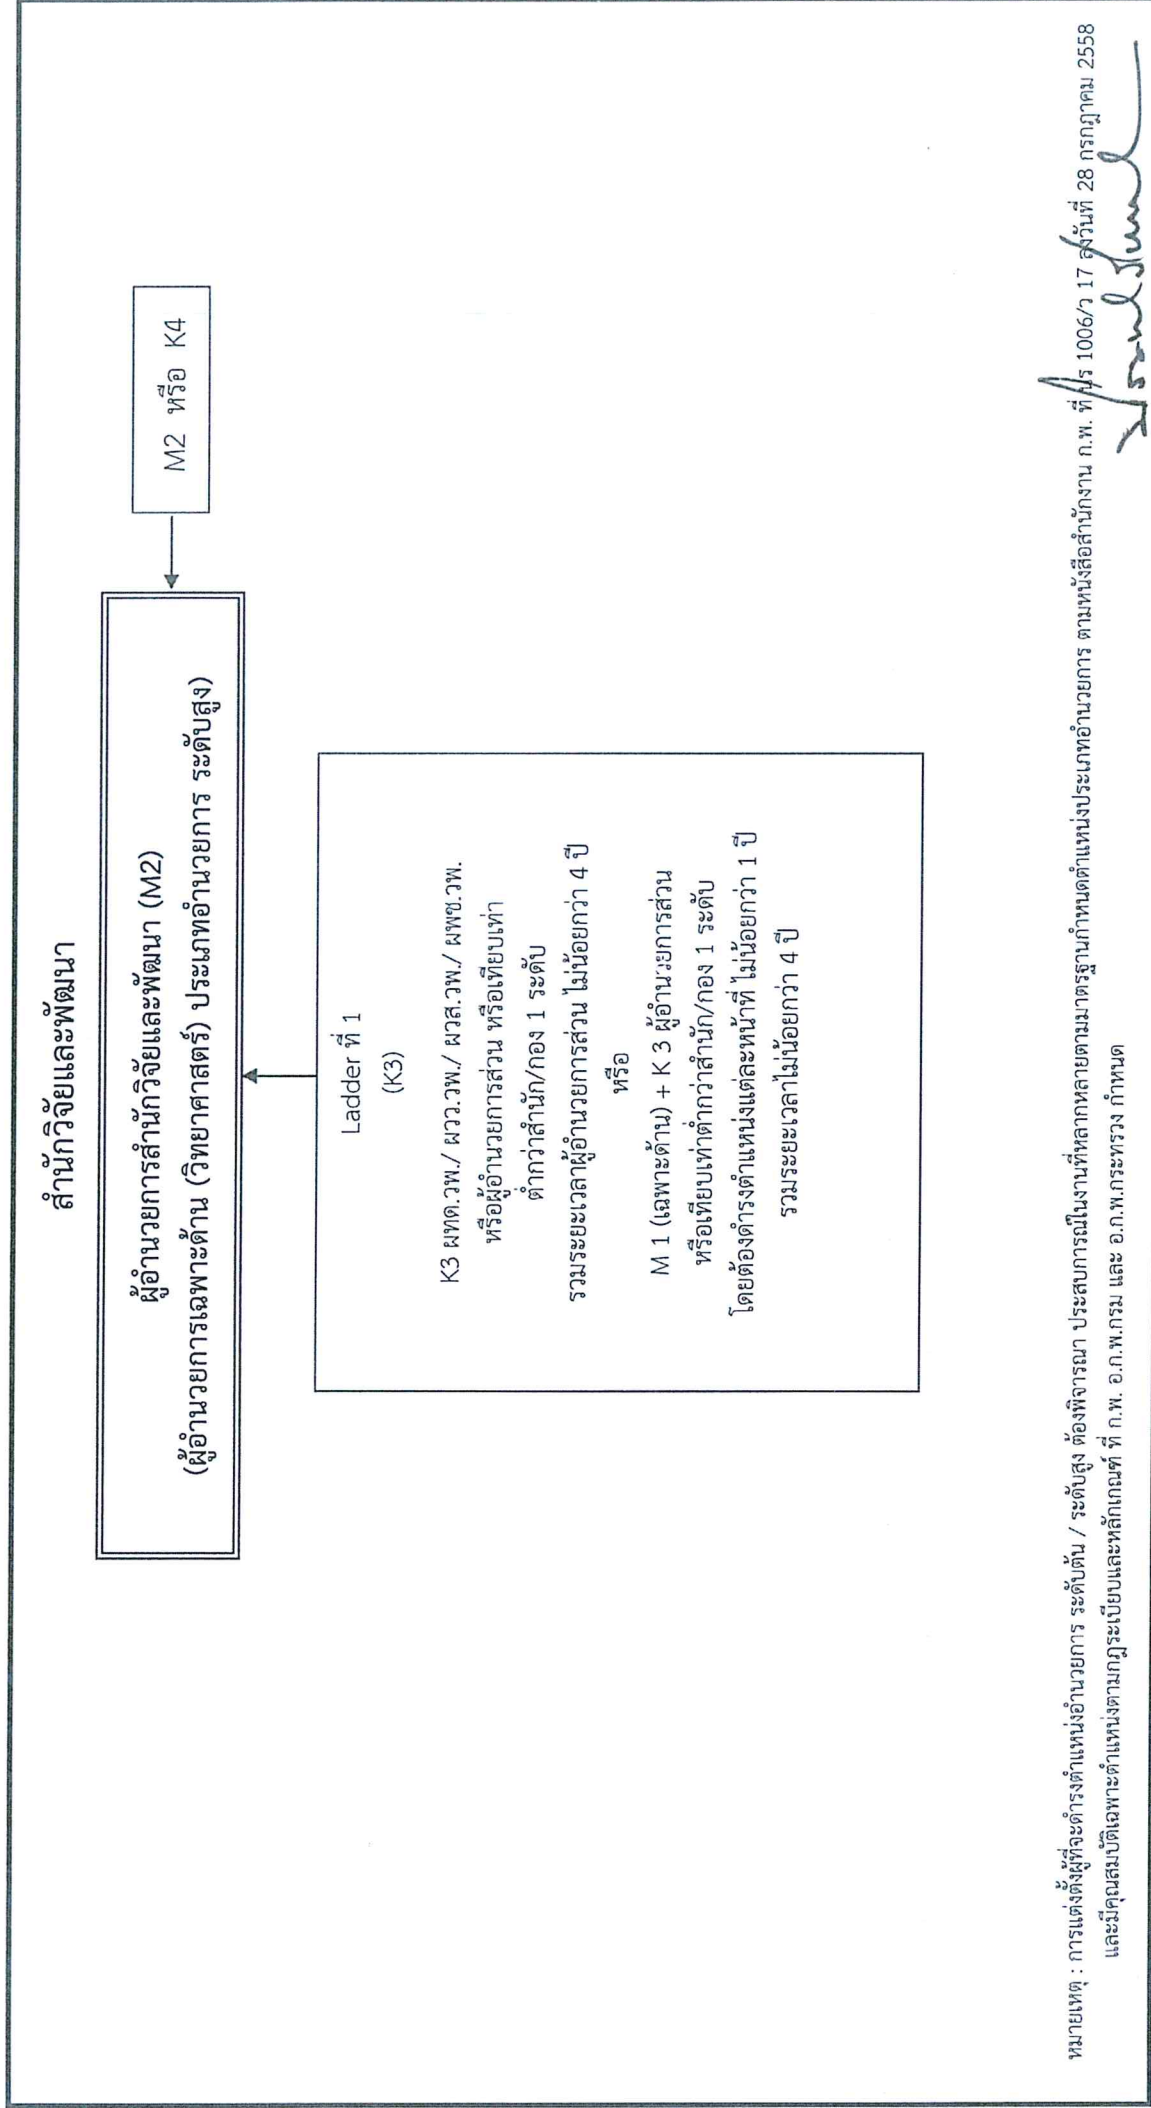 สำนักวิจัยและพัฒนา
ผู้อำนวยการสำนักวิจัยและพัฒนา (M2)
(ผู้อำนวยการเฉพาะด้าน (วิทยาศาสตร์) ประเภทอำนวยการ ระดับสูง)
M2 หรือ K4
Ladder ที่ 1
(K3)
K3 ผทด.วพ./ ผวว.วพ./ ผวส.วพ./ ผพช.วพ.
หรือผู้อำนวยการส่วน หรือเทียบเท่า
ต่ำกว่าสำนัก/กอง 1 ระดับ
รวมระยะเวลาผู้อำนวยการส่วน ไม่น้อยกว่า 4 ปี
หรือ
M 1 (เฉพาะด้าน) + K 3 ผู้อำนวยการส่วน
หรือเทียบเท่าต่ำกว่าสำนัก/กอง 1 ระดับ
โดยต้องดำรงตำแหน่งแต่ละหน้าที่ ไม่น้อยกว่า 1 ปี
รวมระยะเวลาไม่น้อยกว่า 4 ปี
หมายเหตุ : การแต่งตั้งผู้ที่จะดำรงตำแหน่งอำนวยการ ระดับต้น / ระดับสูง ต้องพิจารณา ประสบการณ์ในงานที่หลากหลายตามมาตรฐานกำหนดตำแหน่งประเภทอำนวยการ ตามหนังสือสำนักงาน ก.พ. ที่ นร 1006/ว 17 ลงวันที่ 28 กรกฎาคม 2558
และมีคุณสมบัติเฉพาะตำแหน่งตามกฎระเบียบและหลักเกณฑ์ ที่ ก.พ. อ.ก.พ.กรม และ อ.ก.พ.กระทรวง กำหนด